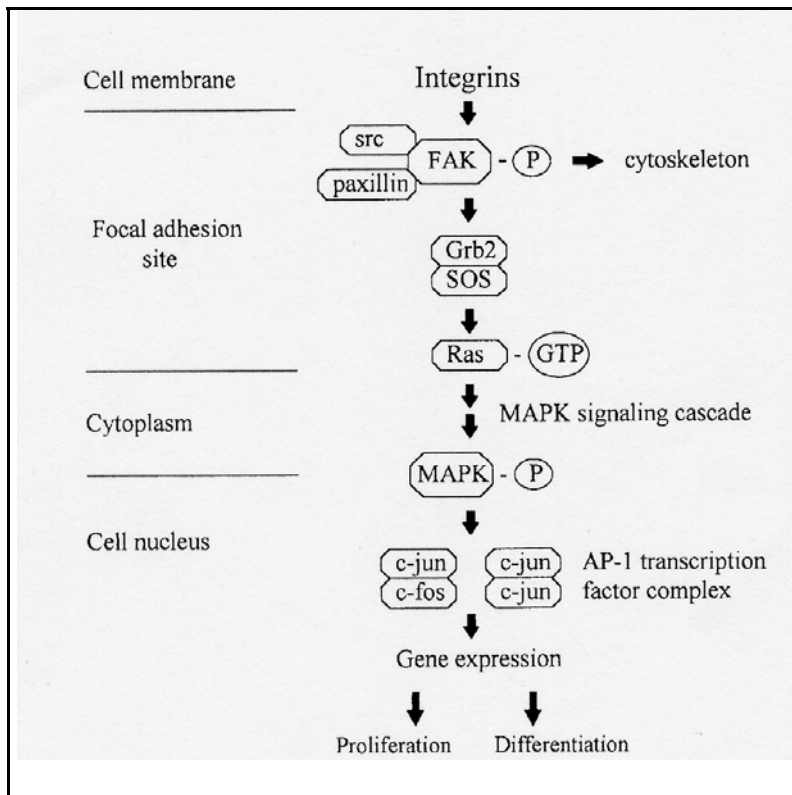 Cell membrane
Integrins
src
FAK - P
cytoskeleton
paxillin
Focal adhesion
site
Grb2
SOS
Ras - GTP
MAPK signaling cascade
Cytoplasm
MAPK - P
Cell nucleus
c-jun c-jun AP-1 transcription
c-fos c-jun factor complex
Gene expression
Proliferation Differentiation